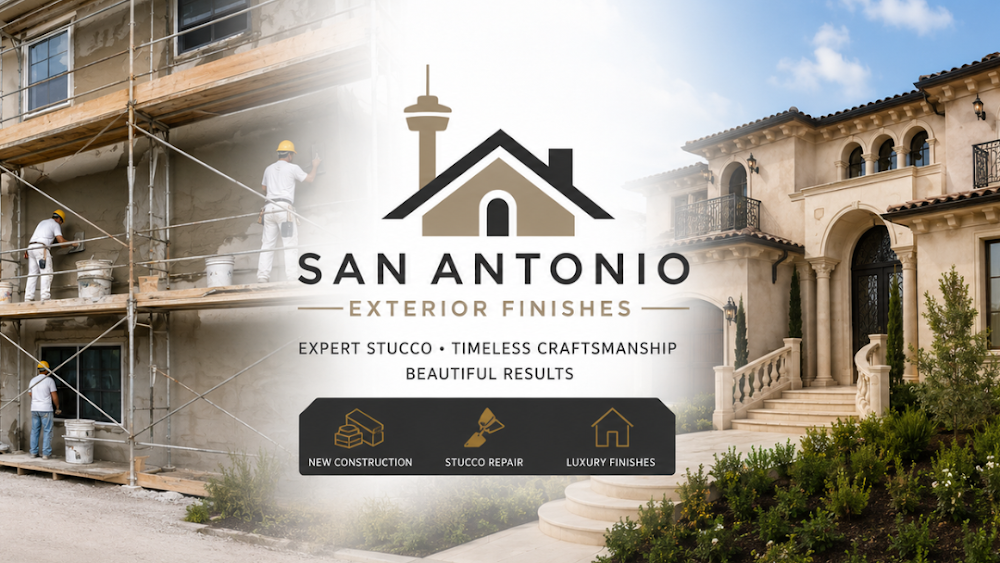 SAN ANTONIO
EXTERIOR FINISHES
EXPERT STUCCO • TIMELESS CRAFTSMANSHIP
BEAUTIFUL RESULTS
NEW CONSTRUCTION
STUCCO REPAIR
LUXURY FINISHES